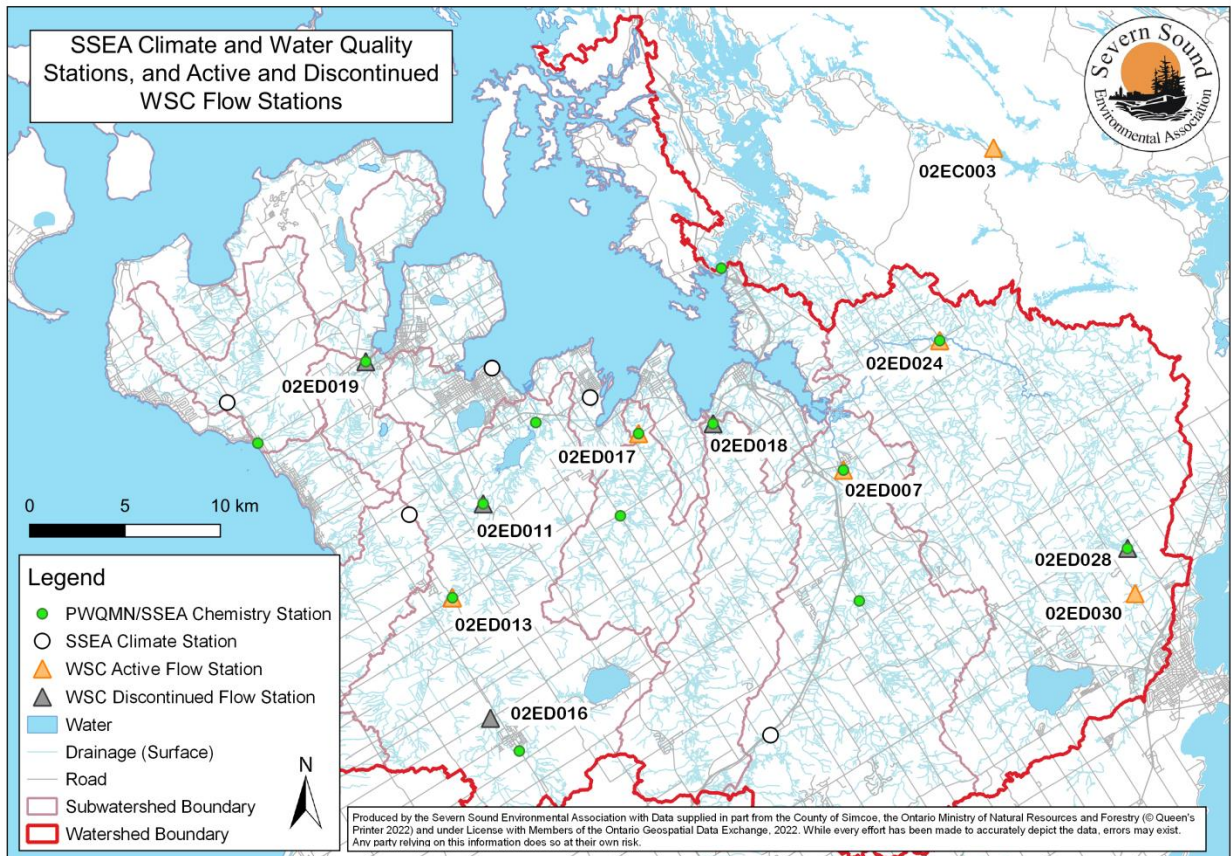 SSEA Climate and Water Quality
Stations, and Active and Discontinued
WSC Flow Stations
Severn Sound
Environmental Association
02EC003
02ED024
02ED019
02ED017
02ED018
02ED007
02ED011
02ED028
02ED030
02ED013
02ED016
0 5 10 km
Legend
PWQMN/SSEA Chemistry Station
SSEA Climate Station
WSC Active Flow Station
WSC Discontinued Flow Station
Water
Drainage (Surface)
Road
Subwatershed Boundary
Watershed Boundary
N
Produced by the Severn Sound Environmental Association with Data supplied in part from the County of Simcoe, the Ontario Ministry of Natural Resources and Forestry (© Queen's
Printer 2022) and under License with Members of the Ontario Geospatial Data Exchange, 2022. While every effort has been made to accurately depict the data, errors may exist.
Any party relying on this information does so at their own risk.